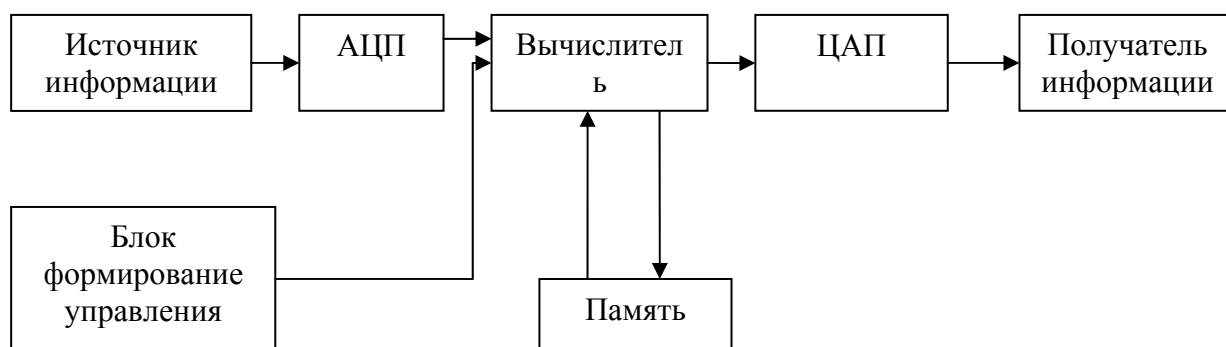 Источник
информации
АЦП
Вычислител
ь
ЦАП
Получатель
информации
Блок
формирование
управления
Память